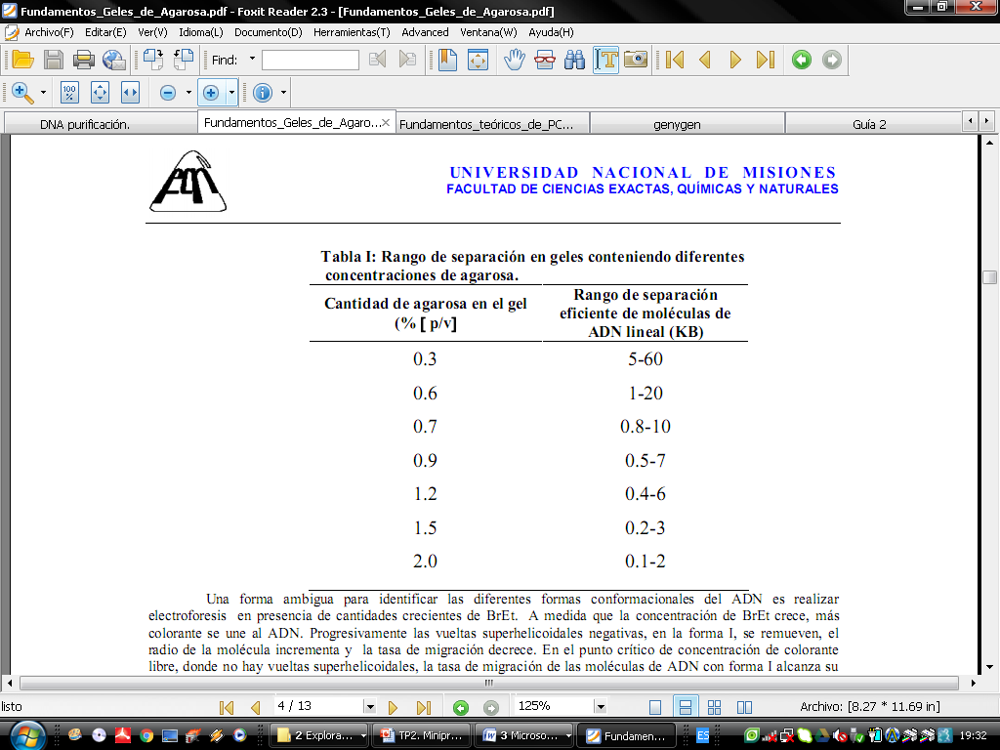 Fundamentos_Geles_de_Agarosa.pdf - Foxit Reader 2.3 - [Fundamentos_Geles_de_Agarosa.pdf]
Archivo(F) Editar(E) Ver(V) Idioma(L) Documento(D) Herramientas(T) Advanced Ventana(W) Ayuda(H)
Find:
DNA purificación. Fundamentos_Geles_de_Agaro... Fundamentos_teóricos_de_PC... genygen Guía 2
UNIVERSIDAD NACIONAL DE MISIONES
FACULTAD DE CIENCIAS EXACTAS, QUÍMICAS Y NATURALES
Tabla I: Rango de separación en geles conteniendo diferentes
concentraciones de agarosa.
Cantidad de agarosa en el gel
(% [ p/v]
Rango de separación
eficiente de moléculas de
ADN lineal (KB)
0.3 5-60
0.6 1-20
0.7 0.8-10
0.9 0.5-7
1.2 0.4-6
1.5 0.2-3
2.0 0.1-2
Una forma ambigua para identificar las diferentes formas conformacionales del ADN es realizar
electroforesis en presencia de cantidades crecientes de BrEt. A medida que la concentración de BrEt crece, más
colorante se une al ADN. Progresivamente las vueltas superhelicoidales negativas, en la forma I, se remueven, el
radio de la molécula incrementa y la tasa de migración decrece. En el punto crítico de concentración de colorante
libre, donde no hay vueltas superhelicoidales, la tasa de migración de las moléculas de ADN con forma I alcanza su
listo 4 / 13 125% Archivo: [8.27 * 11.69 in]
2 Explora... TP2. Minipr... 3 Microso... Fundamen... ES 19:32